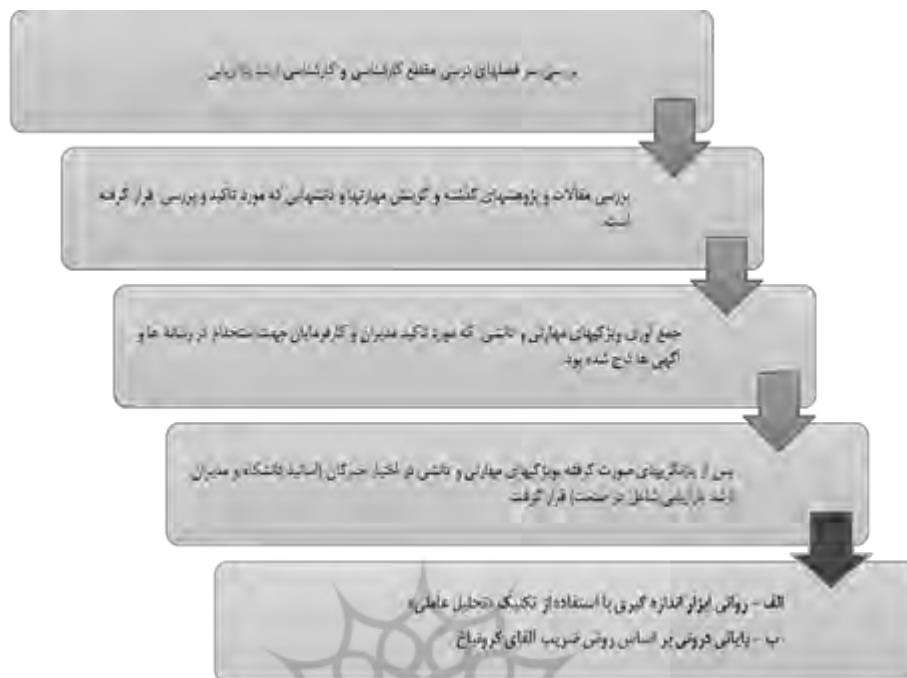 بررسی سر فصلهای درسی مقطع کارشناسی و کارشناسی ارشد بازاریابی
بررسی مقالات و پژوهشهای گذشته و گزینش مهارتها و دانشهایی که مورد تاکید و بررسی قرار گرفته
است.
جمع آوری ویژگیهای مهارتی و دانشی که مورد تاکید مدیران و کارفرمایان جهت استخدام در رسانه ها و
آگهی ها درج شده بود.
پس از بازنگریهای صورت گرفته ویژگیهای مهارتی و دانشی در اختیار خبرگان (اساتید دانشگاه و مدیران
ارشد بازاریابی شاغل در صنعت) قرار گرفت.
الف - روائی ابزار اندازه گیری با استفاده از تکنیک «تحلیل عاملی»
ب - پایائی درونی بر اساس روش ضریب آلفای کرونباخ